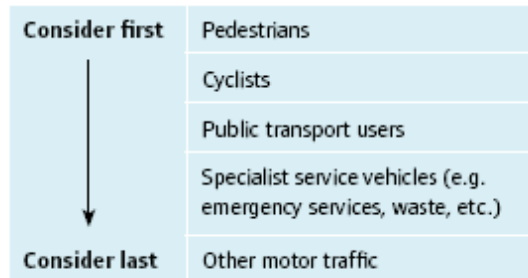 Consider first
Pedestrians
Cyclists
Public transport users
Specialist service vehicles (e.g.
emergency services, waste, etc.)
Consider last
Other motor traffic